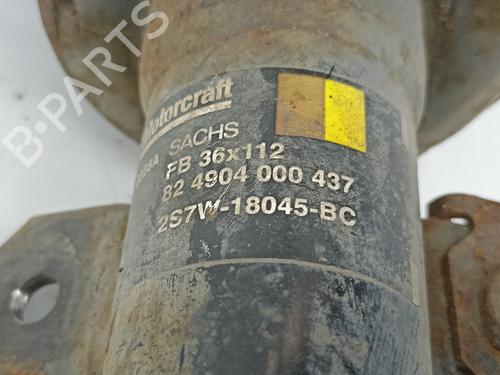 B-PARTS
Motorcraft
SACHS
FB 36x112
82 4904 000 437
2S7W-18045-BC